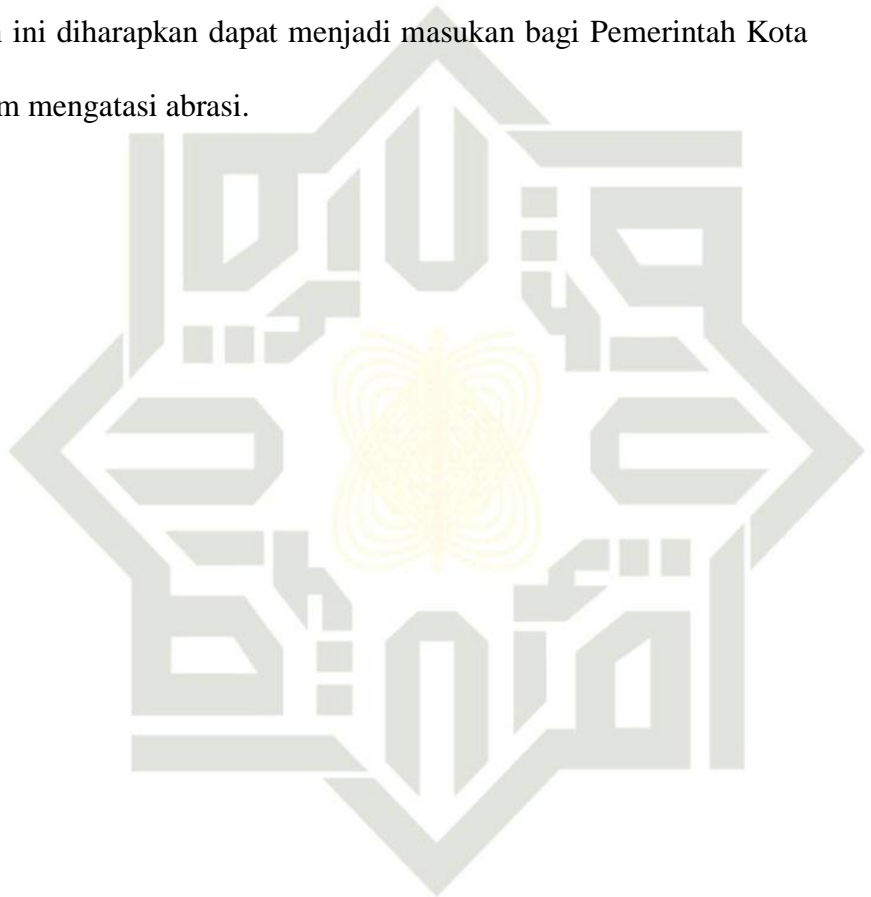 ini diharapkan dapat menjadi masukan bagi Pemerintah Kota
mengatasi abrasi.